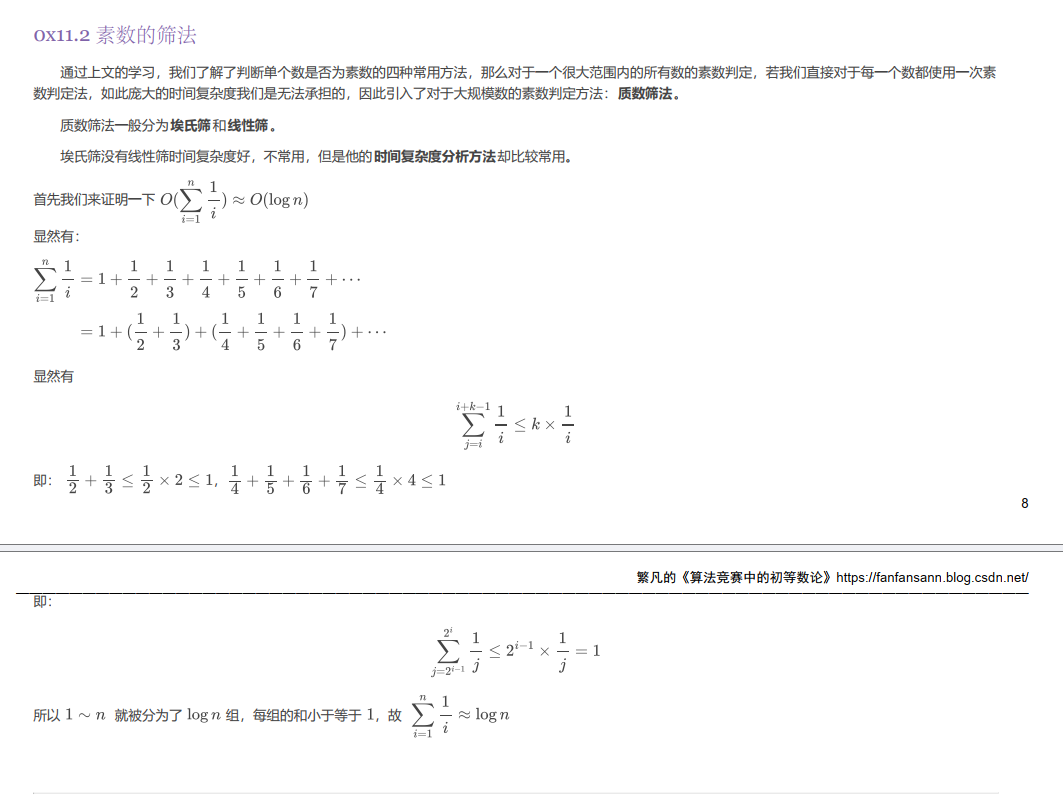 0x11.2 素数的筛法
通过上文的学习，我们了解了判断单个数是否为素数的四种常用方法，那么对于一个很大范围内的所有数的素数判定，若我们直接对于每一个数都使用一次素
数判定法，如此庞大的时间复杂度我们是无法承担的，因此引入了对于大规模数的素数判定方法：质数筛法。
质数筛法一般分为埃氏筛和线性筛。
埃氏筛没有线性筛时间复杂度好，不常用，但是他的时间复杂度分析方法却比较常用。
首先我们来证明一下 $O(\sum_{i=1}^{n} \frac{1}{i}) \approx O(\log n)$
显然有：
$\sum_{i=1}^{n} \frac{1}{i} = 1 + \frac{1}{2} + \frac{1}{3} + \frac{1}{4} + \frac{1}{5} + \frac{1}{6} + \frac{1}{7} + \cdots$
$= 1 + (\frac{1}{2} + \frac{1}{3}) + (\frac{1}{4} + \frac{1}{5} + \frac{1}{6} + \frac{1}{7}) + \cdots$
显然有
$\sum_{j=i}^{i+k-1} \frac{1}{i} \le k \times \frac{1}{i}$
即： $\frac{1}{2} + \frac{1}{3} \le \frac{1}{2} \times 2 \le 1$，$\frac{1}{4} + \frac{1}{5} + \frac{1}{6} + \frac{1}{7} \le \frac{1}{4} \times 4 \le 1$
8
繁凡的《算法竞赛中的初等数论》https://fanfansann.blog.csdn.net/
即：
$\sum_{j=2^{i-1}}^{2^i} \frac{1}{j} \le 2^{i-1} \times \frac{1}{j} = 1$
所以 $1 \sim n$ 就被分为了 $\log n$ 组，每组的和小于等于 $1$，故 $\sum_{i=1}^{n} \frac{1}{i} \approx \log n$